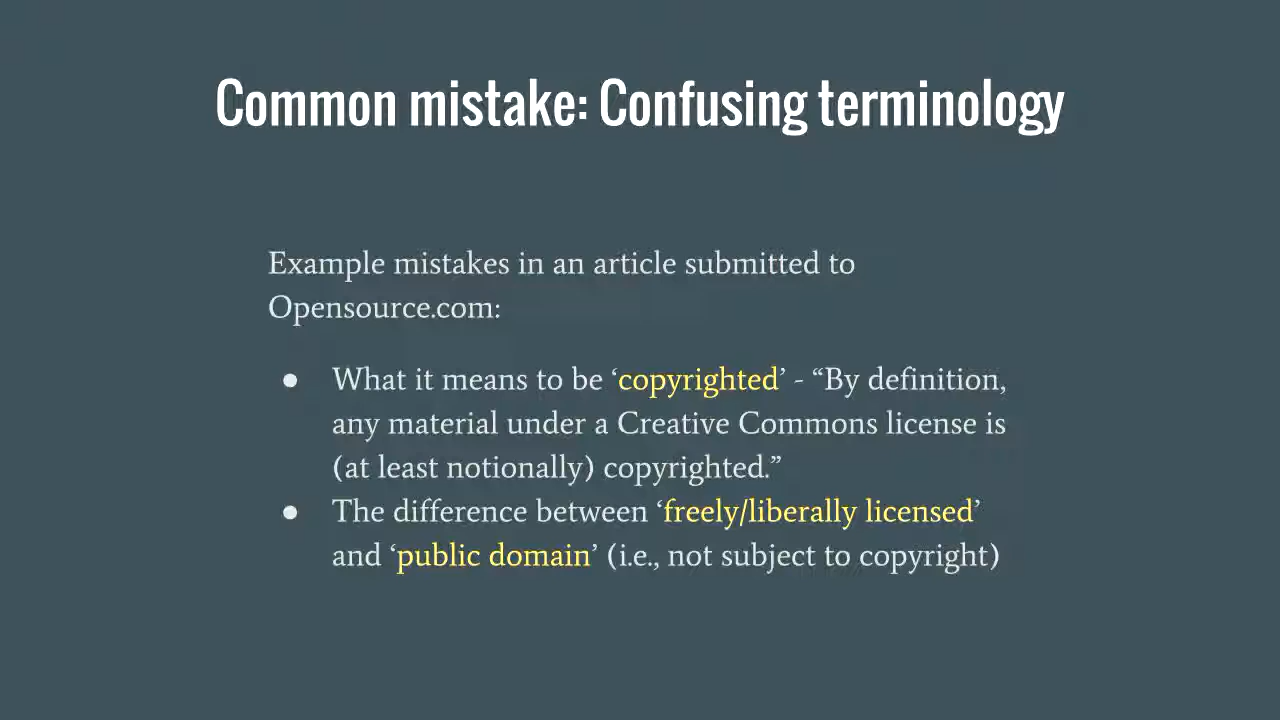 Common mistake: Confusing terminology
Example mistakes in an article submitted to
Opensource.com:
● What it means to be ‘copyrighted’ - “By definition,
any material under a Creative Commons license is
(at least notionally) copyrighted.”
● The difference between ‘freely/liberally licensed’
and ‘public domain’ (i.e., not subject to copyright)